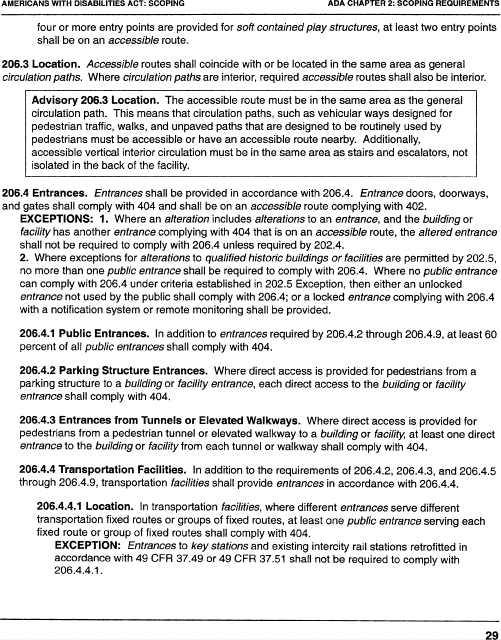 AMERICANS WITH DISABILITIES ACT: SCOPING ADA CHAPTER 2: SCOPING REQUIREMENTS
four or more entry points are provided for soft contained play structures, at least two entry points
shall be on an accessible route.
206.3 Location. Accessible routes shall coincide with or be located in the same area as general
circulation paths. Where circulation paths are interior, required accessible routes shall also be interior.
Advisory 206.3 Location. The accessible route must be in the same area as the general
circulation path. This means that circulation paths, such as vehicular ways designed for
pedestrian traffic, walks, and unpaved paths that are designed to be routinely used by
pedestrians must be accessible or have an accessible route nearby. Additionally,
accessible vertical interior circulation must be in the same area as stairs and escalators, not
isolated in the back of the facility.
206.4 Entrances. Entrances shall be provided in accordance with 206.4. Entrance doors, doorways,
and gates shall comply with 404 and shall be on an accessible route complying with 402.
EXCEPTIONS: 1. Where an alteration includes alterations to an entrance, and the building or
facility has another entrance complying with 404 that is on an accessible route, the altered entrance
shall not be required to comply with 206.4 unless required by 202.4.
2. Where exceptions for alterations to qualified historic buildings or facilities are permitted by 202.5,
no more than one public entrance shall be required to comply with 206.4. Where no public entrance
can comply with 206.4 under criteria established in 202.5 Exception, then either an unlocked
entrance not used by the public shall comply with 206.4; or a locked entrance complying with 206.4
with a notification system or remote monitoring shall be provided.
206.4.1 Public Entrances. In addition to entrances required by 206.4.2 through 206.4.9, at least 60
percent of all public entrances shall comply with 404.
206.4.2 Parking Structure Entrances. Where direct access is provided for pedestrians from a
parking structure to a building or facility entrance, each direct access to the building or facility
entrance shall comply with 404.
206.4.3 Entrances from Tunnels or Elevated Walkways. Where direct access is provided for
pedestrians from a pedestrian tunnel or elevated walkway to a building or facility, at least one direct
entrance to the building or facility from each tunnel or walkway shall comply with 404.
206.4.4 Transportation Facilities. In addition to the requirements of 206.4.2, 206.4.3, and 206.4.5
through 206.4.9, transportation facilities shall provide entrances in accordance with 206.4.4.
206.4.4.1 Location. In transportation facilities, where different entrances serve different
transportation fixed routes or groups of fixed routes, at least one public entrance serving each
fixed route or group of fixed routes shall comply with 404.
EXCEPTION: Entrances to key stations and existing intercity rail stations retrofitted in
accordance with 49 CFR 37.49 or 49 CFR 37.51 shall not be required to comply with
206.4.4.1.
29